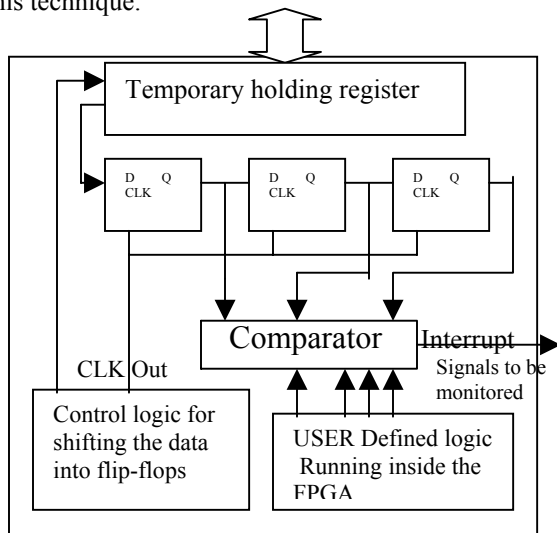 his technique.
Temporary holding register
D Q
CLK
D Q
CLK
D Q
CLK
Comparator
Interrupt
Signals to be
monitored
CLK Out
Control logic for
shifting the data
into flip-flops
USER Defined logic
Running inside the
FPGA